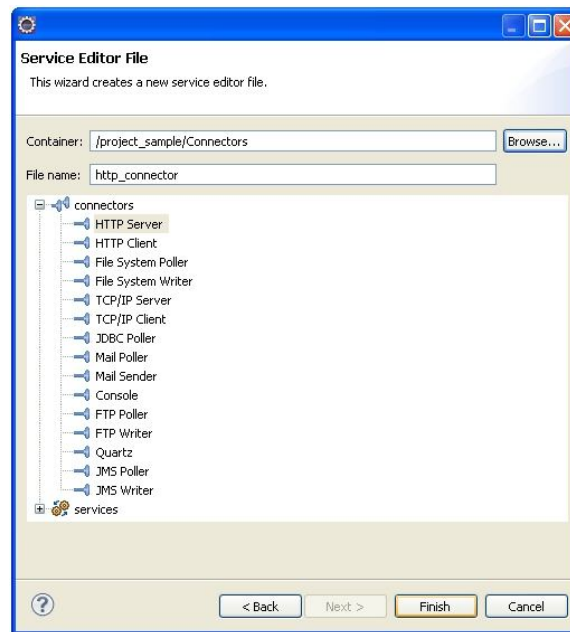 Service Editor File
This wizard creates a new service editor file.
Container: /project_sample/Connectors Browse...
File name: http_connector
connectors
HTTP Server
HTTP Client
File System Poller
File System Writer
TCP/IP Server
TCP/IP Client
JDBC Poller
Mail Poller
Mail Sender
Console
FTP Poller
FTP Writer
Quartz
JMS Poller
JMS Writer
services
< Back Next > Finish Cancel